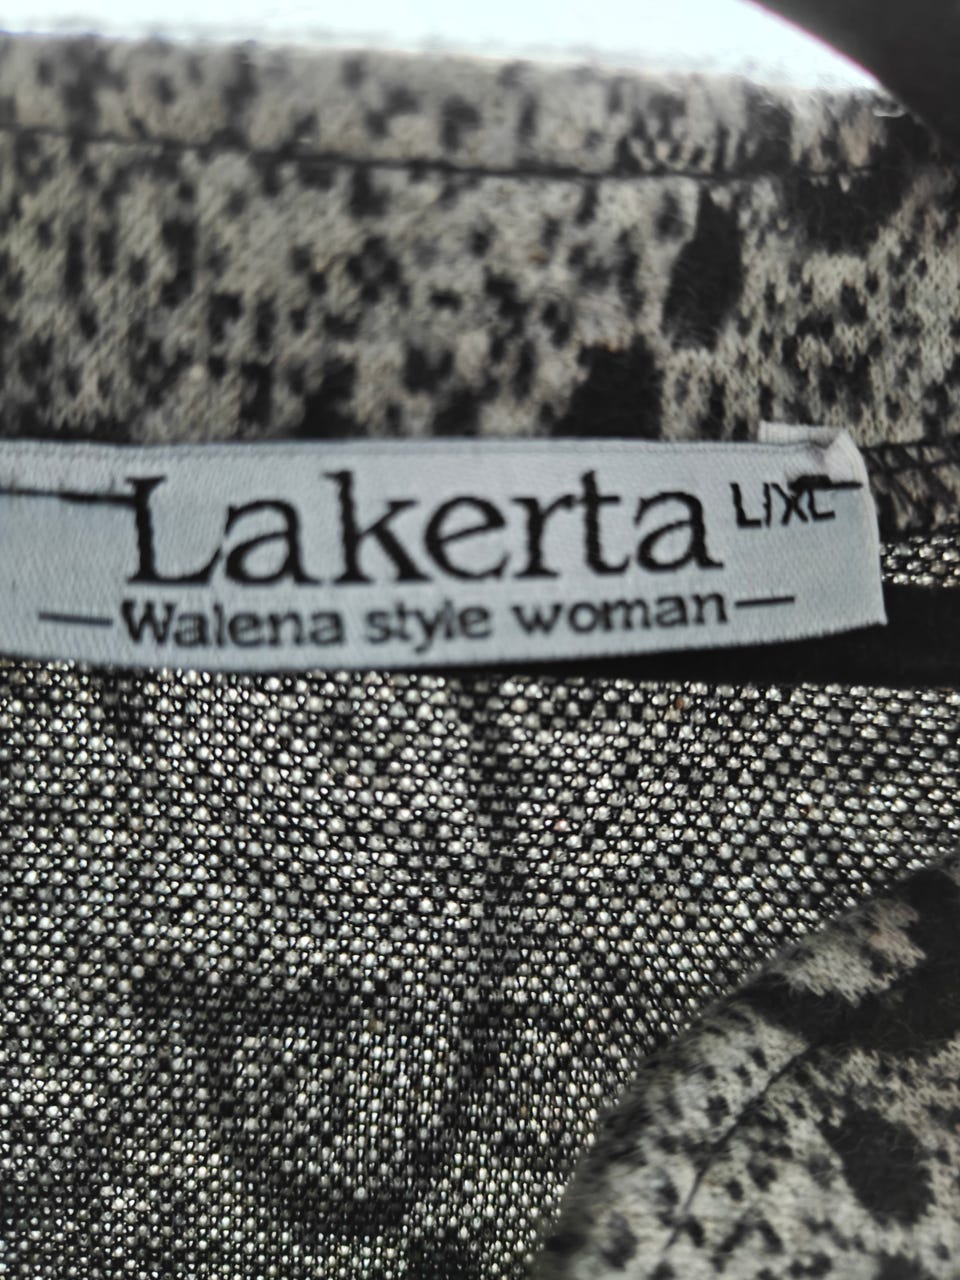 Lakerta L/XL
— Walena style woman —